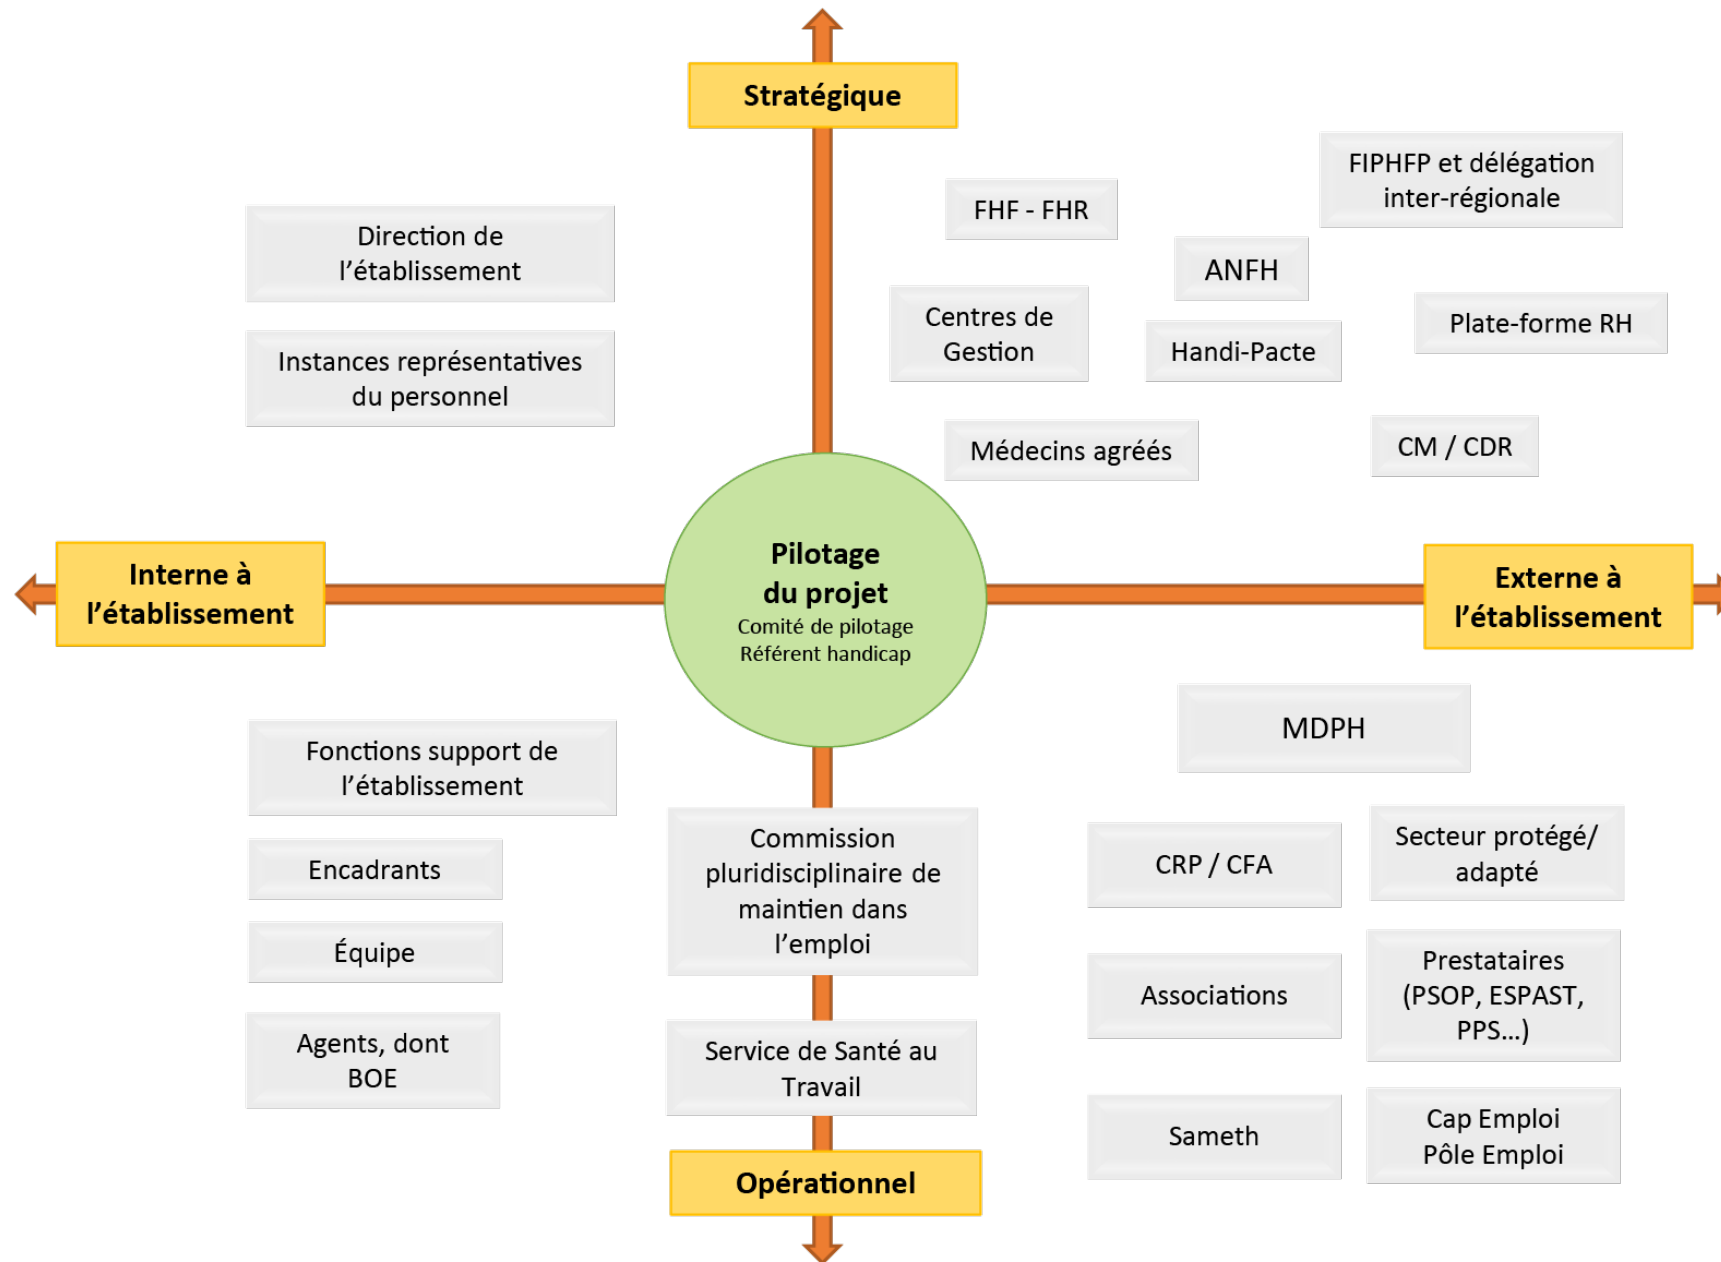 Stratégique
Direction de
l’établissement
Instances représentatives
du personnel
FHF - FHR
FIPHFP et délégation
inter-régionale
ANFH
Centres de
Gestion
Handi-Pacte
Plate-forme RH
Médecins agréés
CM / CDR
Interne à
l’établissement
Pilotage
du projet
Comité de pilotage
Référent handicap
Externe à
l’établissement
Fonctions support de
l’établissement
Encadrants
Équipe
Agents, dont
BOE
Commission
pluridisciplinaire de
maintien dans
l’emploi
Service de Santé au
Travail
MDPH
CRP / CFA
Secteur protégé/
adapté
Associations
Prestataires
(PSOP, ESPAST,
PPS…)
Sameth
Cap Emploi
Pôle Emploi
Opérationnel